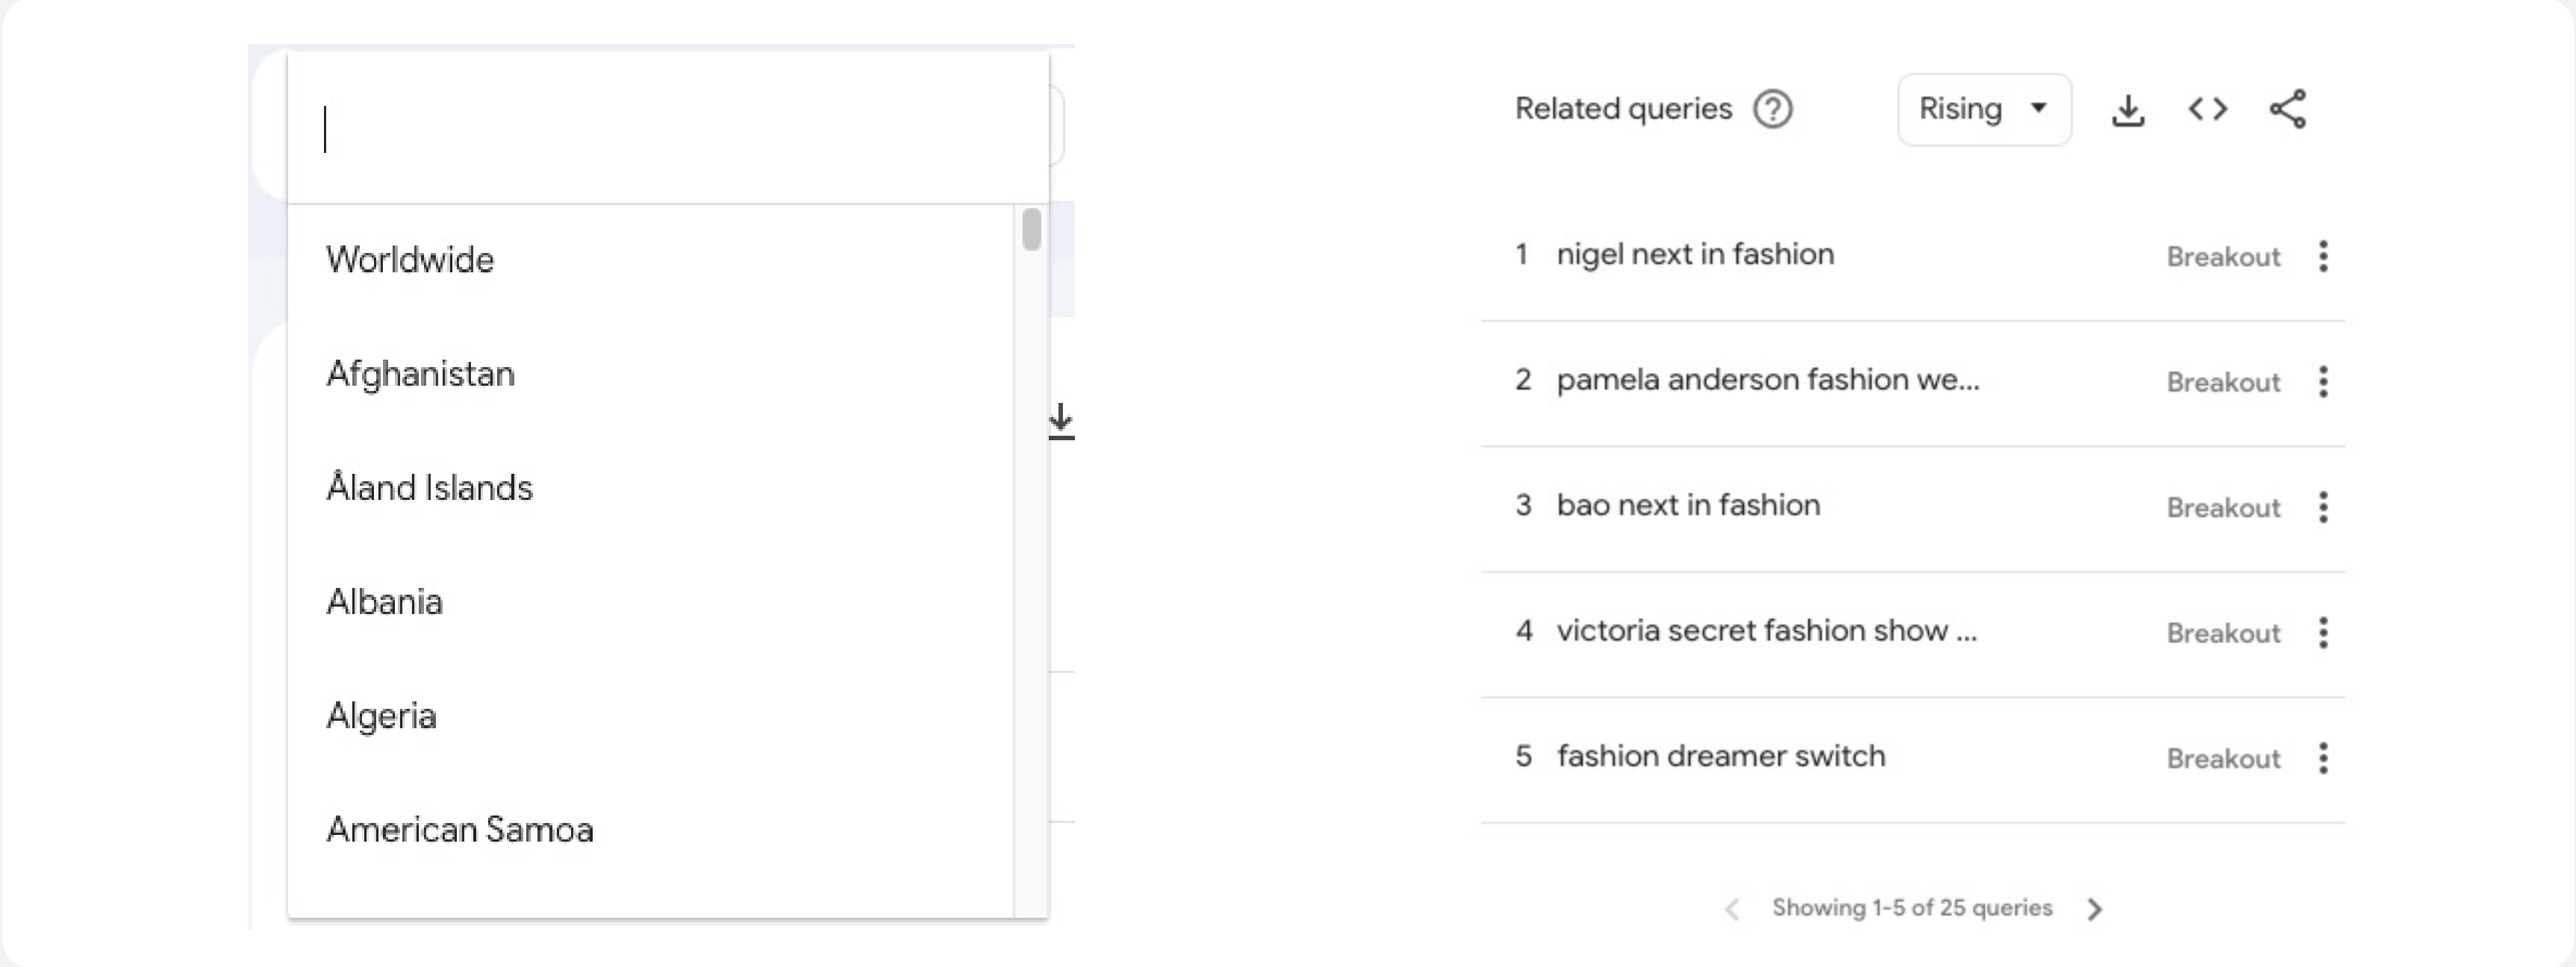 Worldwide
Afghanistan
Åland Islands
Albania
Algeria
American Samoa
Related queries
Rising
1 nigel next in fashion Breakout
2 pamela anderson fashion we... Breakout
3 bao next in fashion Breakout
4 victoria secret fashion show ... Breakout
5 fashion dreamer switch Breakout
Showing 1-5 of 25 queries